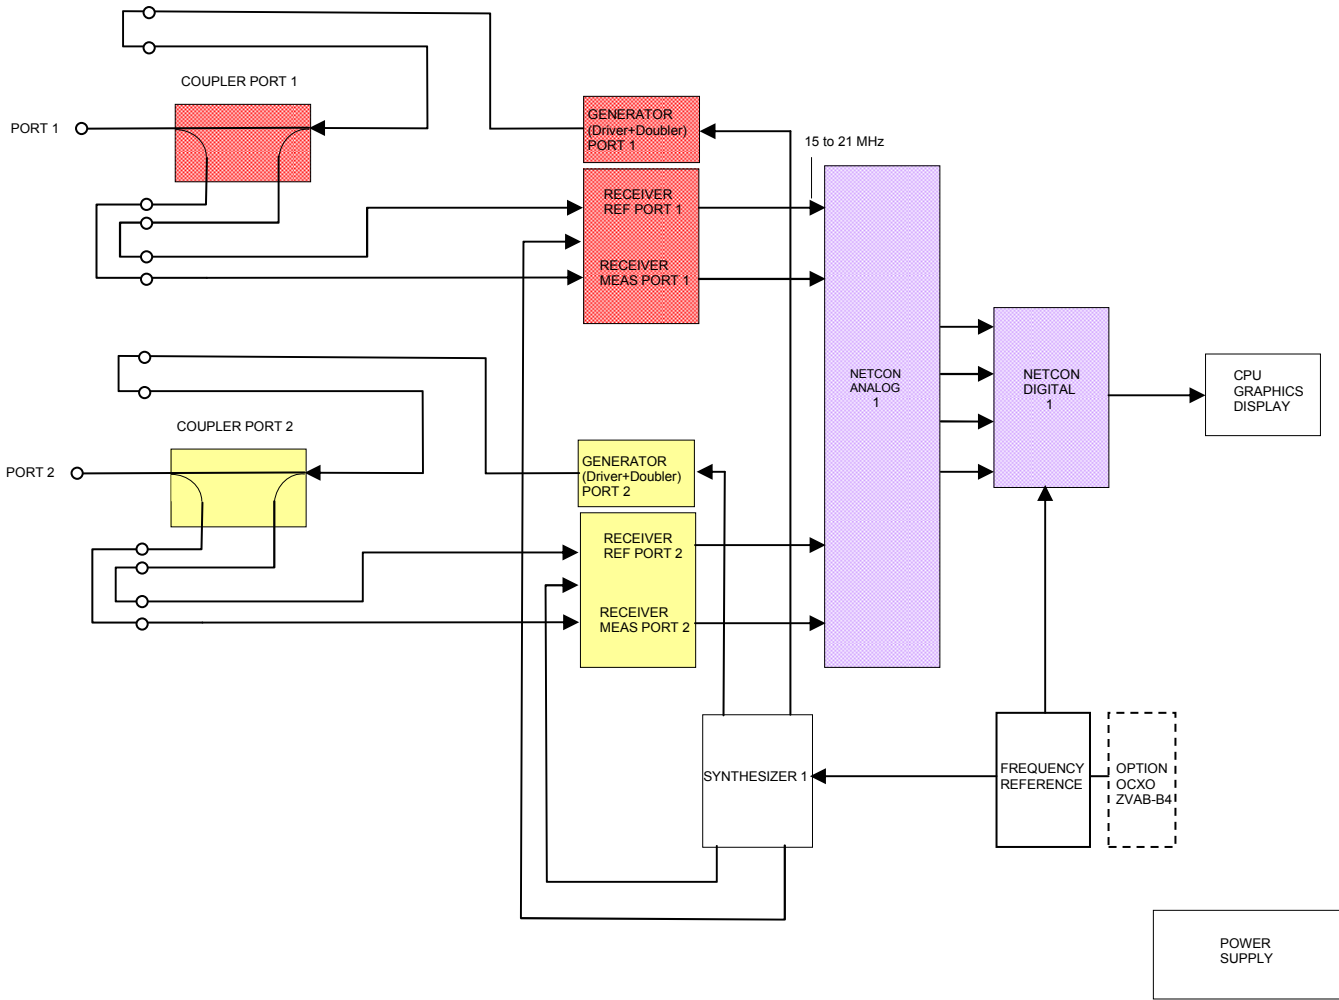 COUPLER PORT 1
PORT 1
GENERATOR
(Driver+Doubler)
PORT 1
15 to 21 MHz
RECEIVER
REF PORT 1
RECEIVER
MEAS PORT 1
NETCON
ANALOG
1
NETCON
DIGITAL
1
CPU
GRAPHICS
DISPLAY
COUPLER PORT 2
PORT 2
GENERATOR
(Driver+Doubler)
PORT 2
RECEIVER
REF PORT 2
RECEIVER
MEAS PORT 2
SYNTHESIZER 1
FREQUENCY
REFERENCE
OPTION
OCXO
ZVAB-B4
POWER
SUPPLY